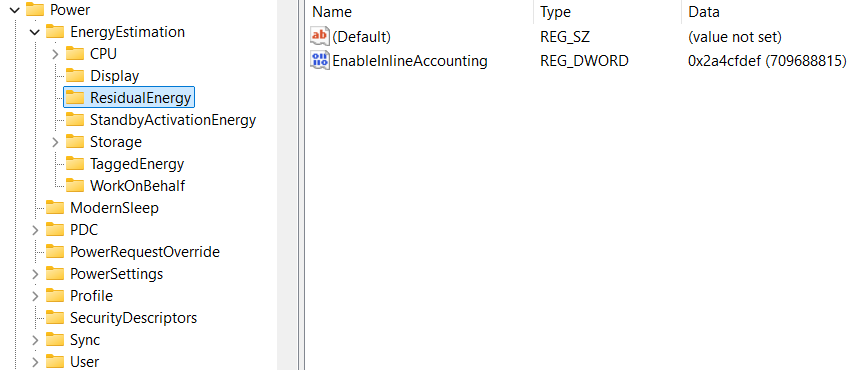 Power
EnergyEstimation
CPU
Display
ResidualEnergy
StandbyActivationEnergy
Storage
TaggedEnergy
WorkOnBehalf
ModernSleep
PDC
PowerRequestOverride
PowerSettings
Profile
SecurityDescriptors
Sync
User
Name Type Data
(Default) REG_SZ (value not set)
EnableInlineAccounting REG_DWORD 0x2a4cfdef (709688815)